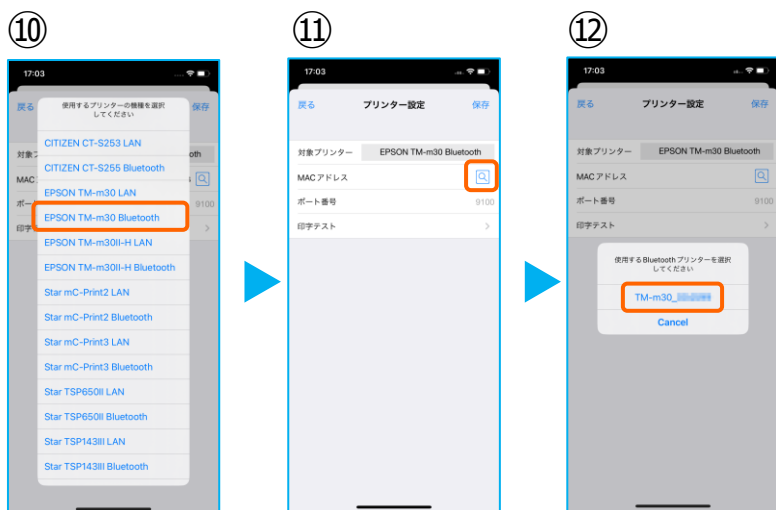 ⑩
17:03
戻る
使用するプリンターの機種を選択
してください
保存
CITIZEN CT-S253 LAN
対象プ
oth
CITIZEN CT-S255 Bluetooth
MAC
EPSON TM-m30 LAN
ポート
EPSON TM-m30 Bluetooth
9100
印字テ
EPSON TM-m30II-H LAN
EPSON TM-m30II-H Bluetooth
Star mC-Print2 LAN
Star mC-Print2 Bluetooth
Star mC-Print3 LAN
Star mC-Print3 Bluetooth
Star TSP650II LAN
Star TSP650II Bluetooth
Star TSP143III LAN
Star TSP143III Bluetooth
⑪
17:03
戻る プリンター設定 保存
対象プリンター EPSON TM-m30 Bluetooth
MACアドレス
ポート番号 9100
印字テスト
⑫
17:03
戻る プリンター設定 保存
対象プリンター EPSON TM-m30 Bluetooth
MACアドレス
ポート番号 9100
印字テスト
使用するBluetoothプリンターを選択
してください
TM-m30_
Cancel